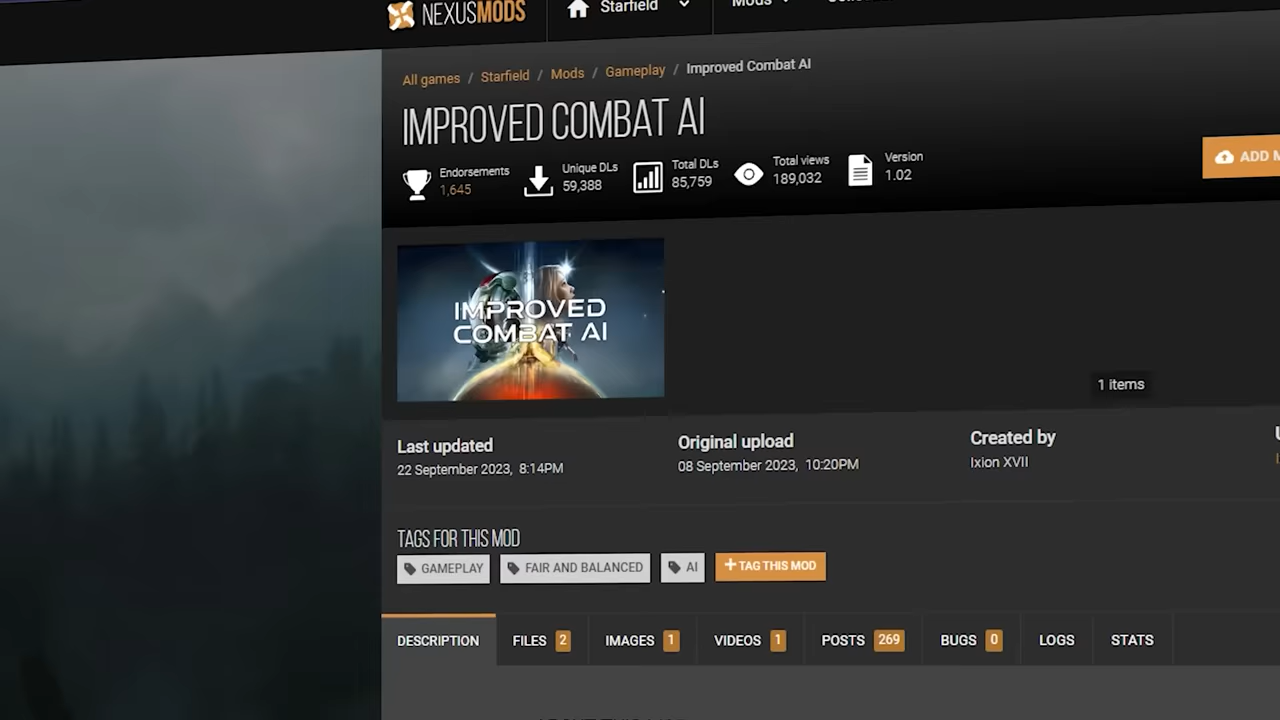 NEXUSMODS
Starfield
Mods
All games / Starfield / Mods / Gameplay / Improved Combat AI
IMPROVED COMBAT AI
Endorsements
1,645
Unique DLs
59,388
Total DLs
85,759
Total views
189,032
Version
1.02
ADD
IMPROVED
COMBAT AI
1 items
Last updated
22 September 2023, 8:14PM
Original upload
08 September 2023, 10:20PM
Created by
Ixion XVII
TAGS FOR THIS MOD
GAMEPLAY
FAIR AND BALANCED
AI
+ TAG THIS MOD
DESCRIPTION
FILES 2
IMAGES 1
VIDEOS 1
POSTS 269
BUGS 0
LOGS
STATS